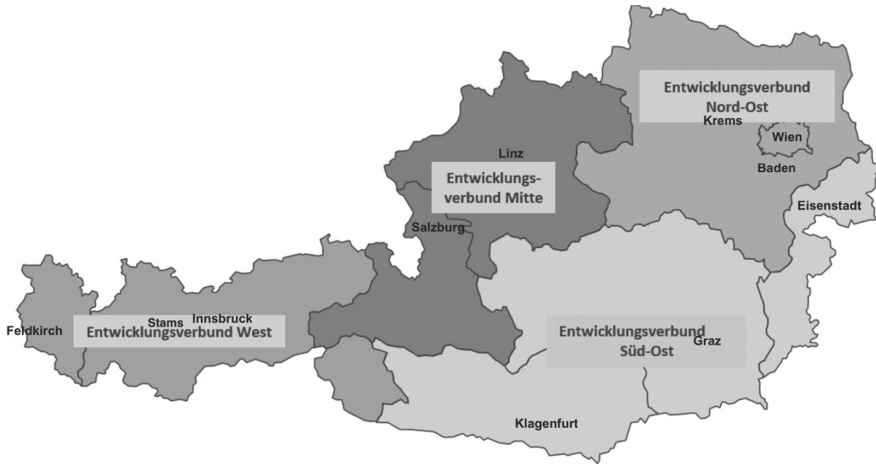 Entwicklungsverbund
Nord-Ost
Krems
Wien
Linz
Baden
Entwicklungs-
verbund Mitte
Eisenstadt
Salzburg
Stams
Innsbruck
Feldkirch
Entwicklungsverbund West
Entwicklungsverbund
Süd-Ost
Graz
Klagenfurt